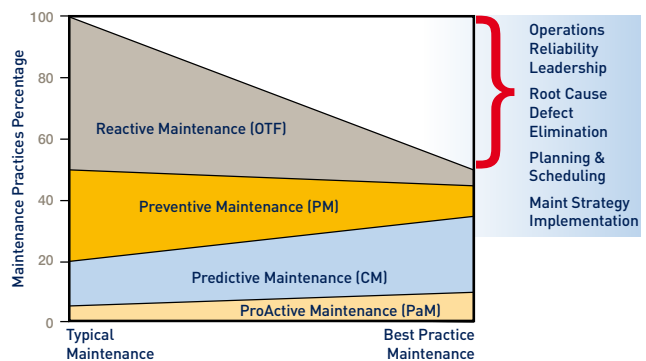 Maintenance Practices Percentage
100
80
60
40
20
0
Reactive Maintenance (OTF)
Preventive Maintenance (PM)
Predictive Maintenance (CM)
ProActive Maintenance (PaM)
Typical
Maintenance
Best Practice
Maintenance
Operations
Reliability
Leadership
Root Cause
Defect
Elimination
Planning &
Scheduling
Maint Strategy
Implementation